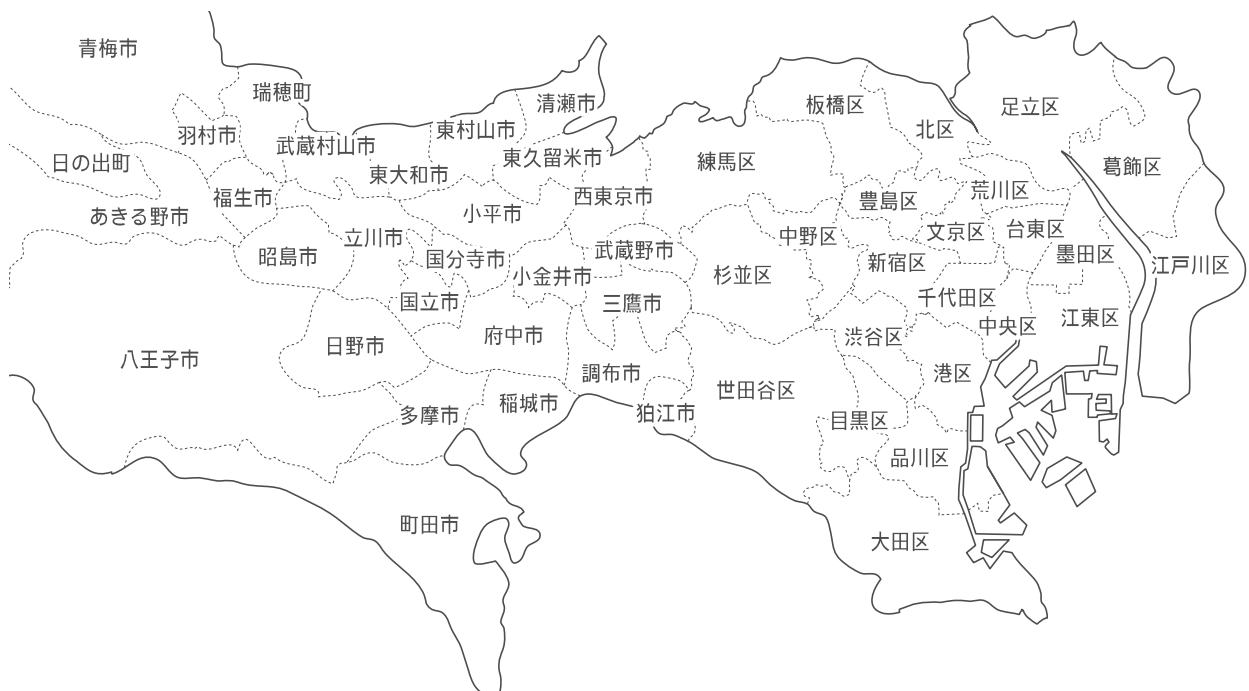 青梅市
瑞穂町
清瀬市
板橋区
足立区
羽村市
武蔵村山市
東村山市
北区
日の出町
東大和市
東久留米市
練馬区
葛飾区
あきる野市
福生市
小平市
西東京市
豊島区
荒川区
昭島市
立川市
国分寺市
小金井市
武蔵野市
中野区
新宿区
文京区
台東区
墨田区
江戸川区
国立市
三鷹市
杉並区
千代田区
中央区
江東区
八王子市
日野市
府中市
調布市
渋谷区
港区
多摩市
稲城市
狛江市
世田谷区
目黒区
品川区
町田市
大田区